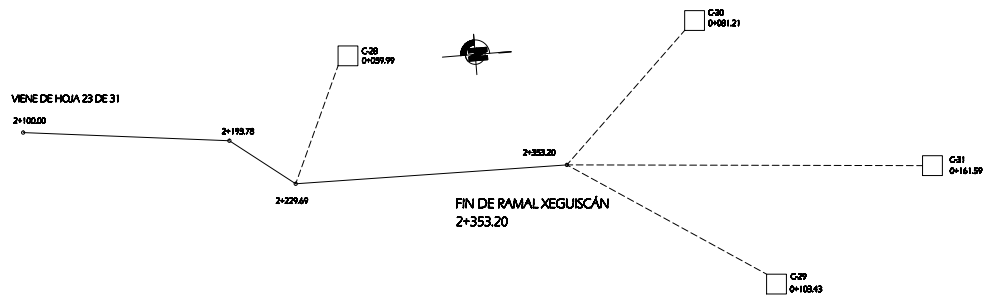 C-30
0+081.21
C-28
0+059.99
VIENE DE HOJA 23 DE 31
2+100.00
2+193.78
2+353.20
C-31
0+161.59
2+229.69
FIN DE RAMAL XEGUISCÁN
2+353.20
C-29
0+103.43